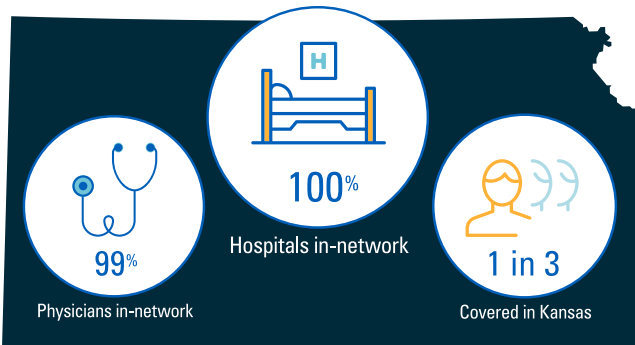 H
100%
Hospitals in-network
99%
Physicians in-network
1 in 3
Covered in Kansas